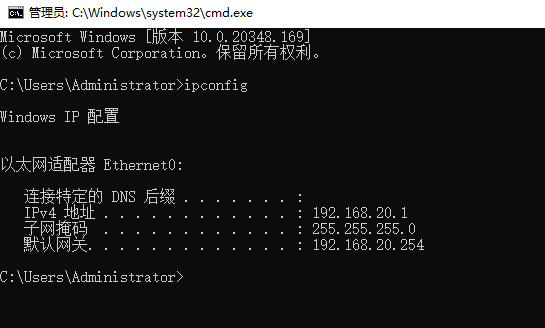 管理员: C:\Windows\system32\cmd.exe
Microsoft Windows [版本 10.0.20348.169]
(c) Microsoft Corporation。保留所有权利。
C:\Users\Administrator>ipconfig
Windows IP 配置
以太网适配器 Ethernet0:
连接特定的 DNS 后缀 . . . . . . . :
IPv4 地址 . . . . . . . . . . . . : 192.168.20.1
子网掩码 . . . . . . . . . . . . : 255.255.255.0
默认网关. . . . . . . . . . . . . : 192.168.20.254
C:\Users\Administrator>